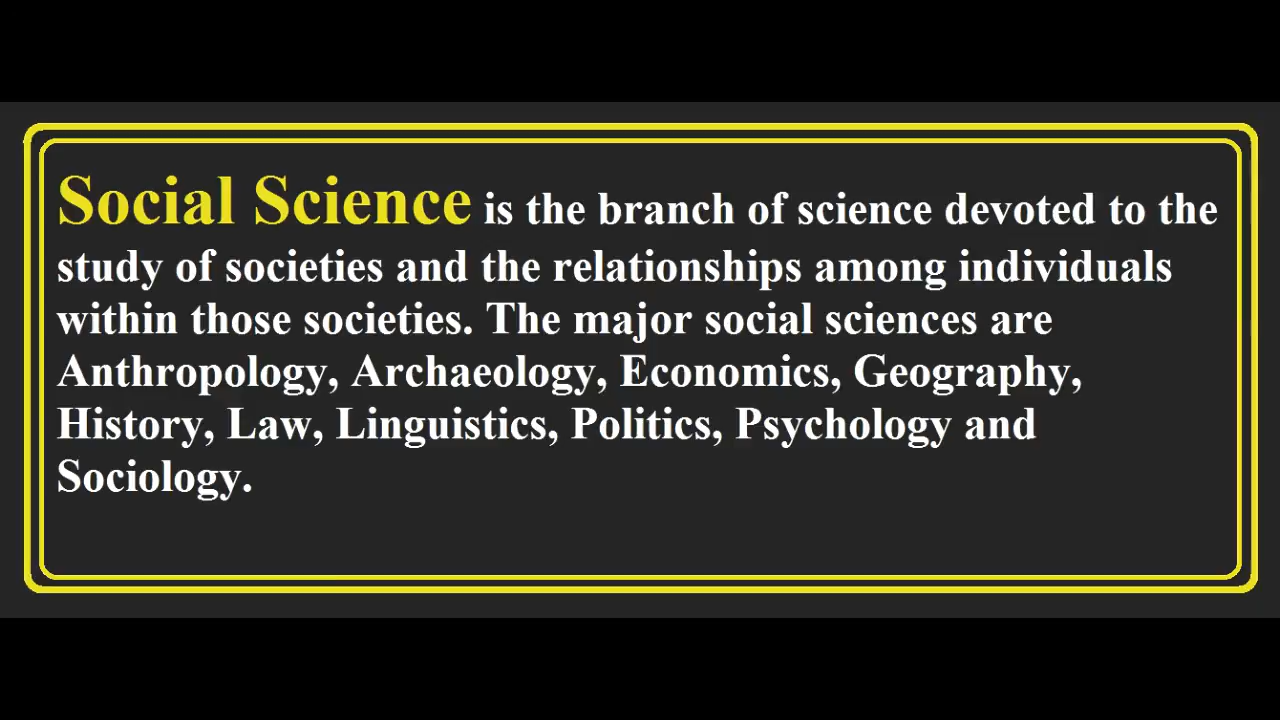 Social Science is the branch of science devoted to the
study of societies and the relationships among individuals
within those societies. The major social sciences are
Anthropology, Archaeology, Economics, Geography,
History, Law, Linguistics, Politics, Psychology and
Sociology.